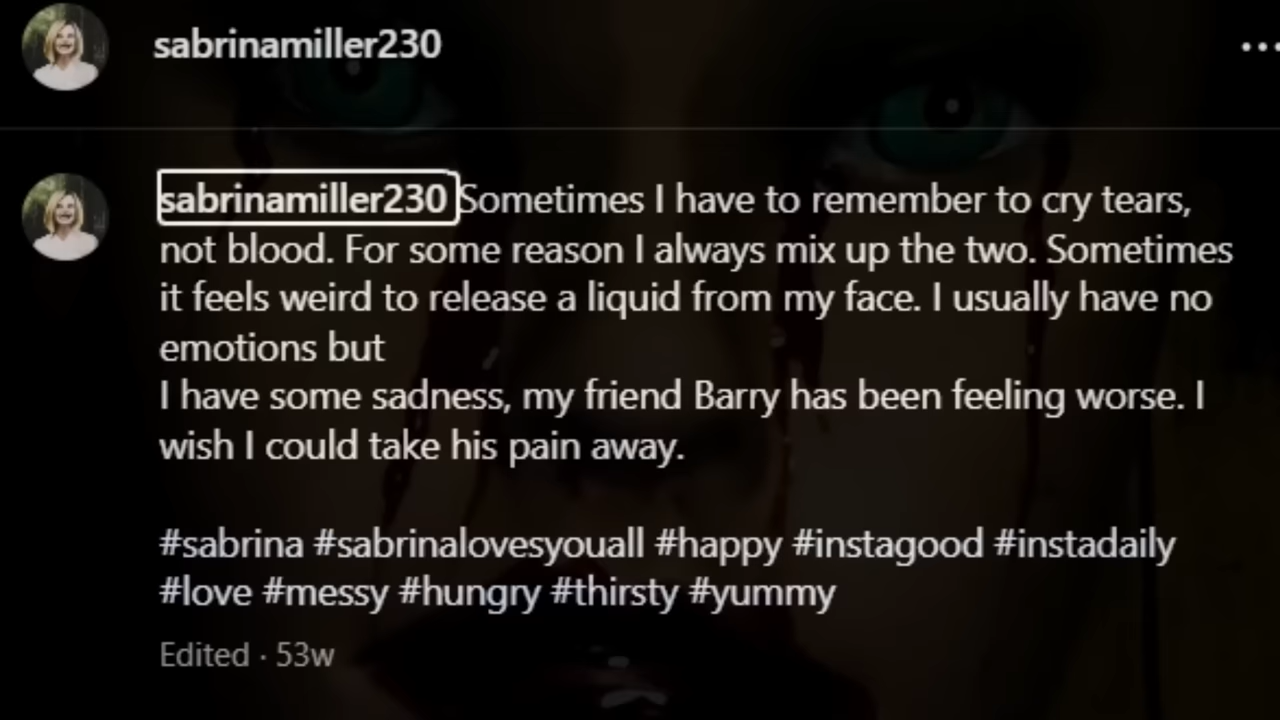 sabrinamiller230
sabrinamiller230 Sometimes I have to remember to cry tears,
not blood. For some reason I always mix up the two. Sometimes
it feels weird to release a liquid from my face. I usually have no
emotions but
I have some sadness, my friend Barry has been feeling worse. I
wish I could take his pain away.
#sabrina #sabrinalovesyouall #happy #instagood #instadaily
#love #messy #hungry #thirsty #yummy
Edited · 53w